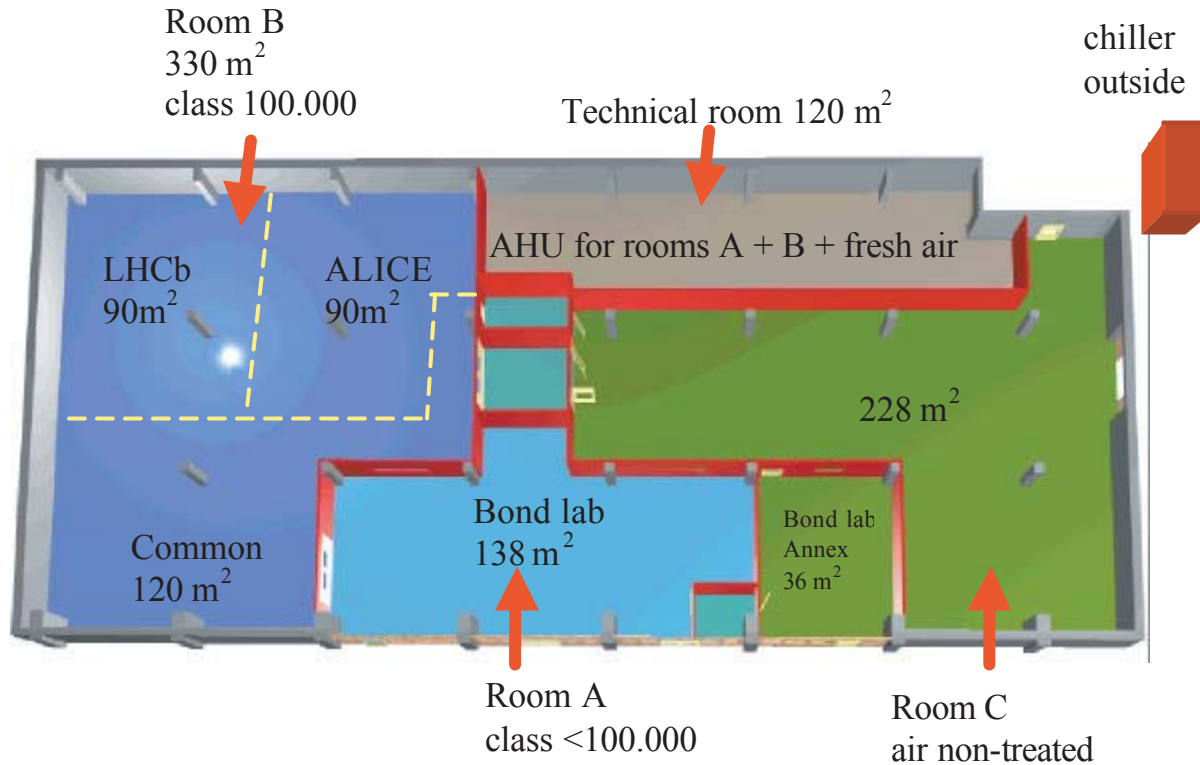 Room B
330 m²
class 100.000
chiller
outside
Technical room 120 m²
AHU for rooms A + B + fresh air
LHCb
90m²
ALICE
90m²
228 m²
Common
120 m²
Bond lab
138 m²
Bond lab
Annex
36 m²
Room A
class <100.000
Room C
air non-treated